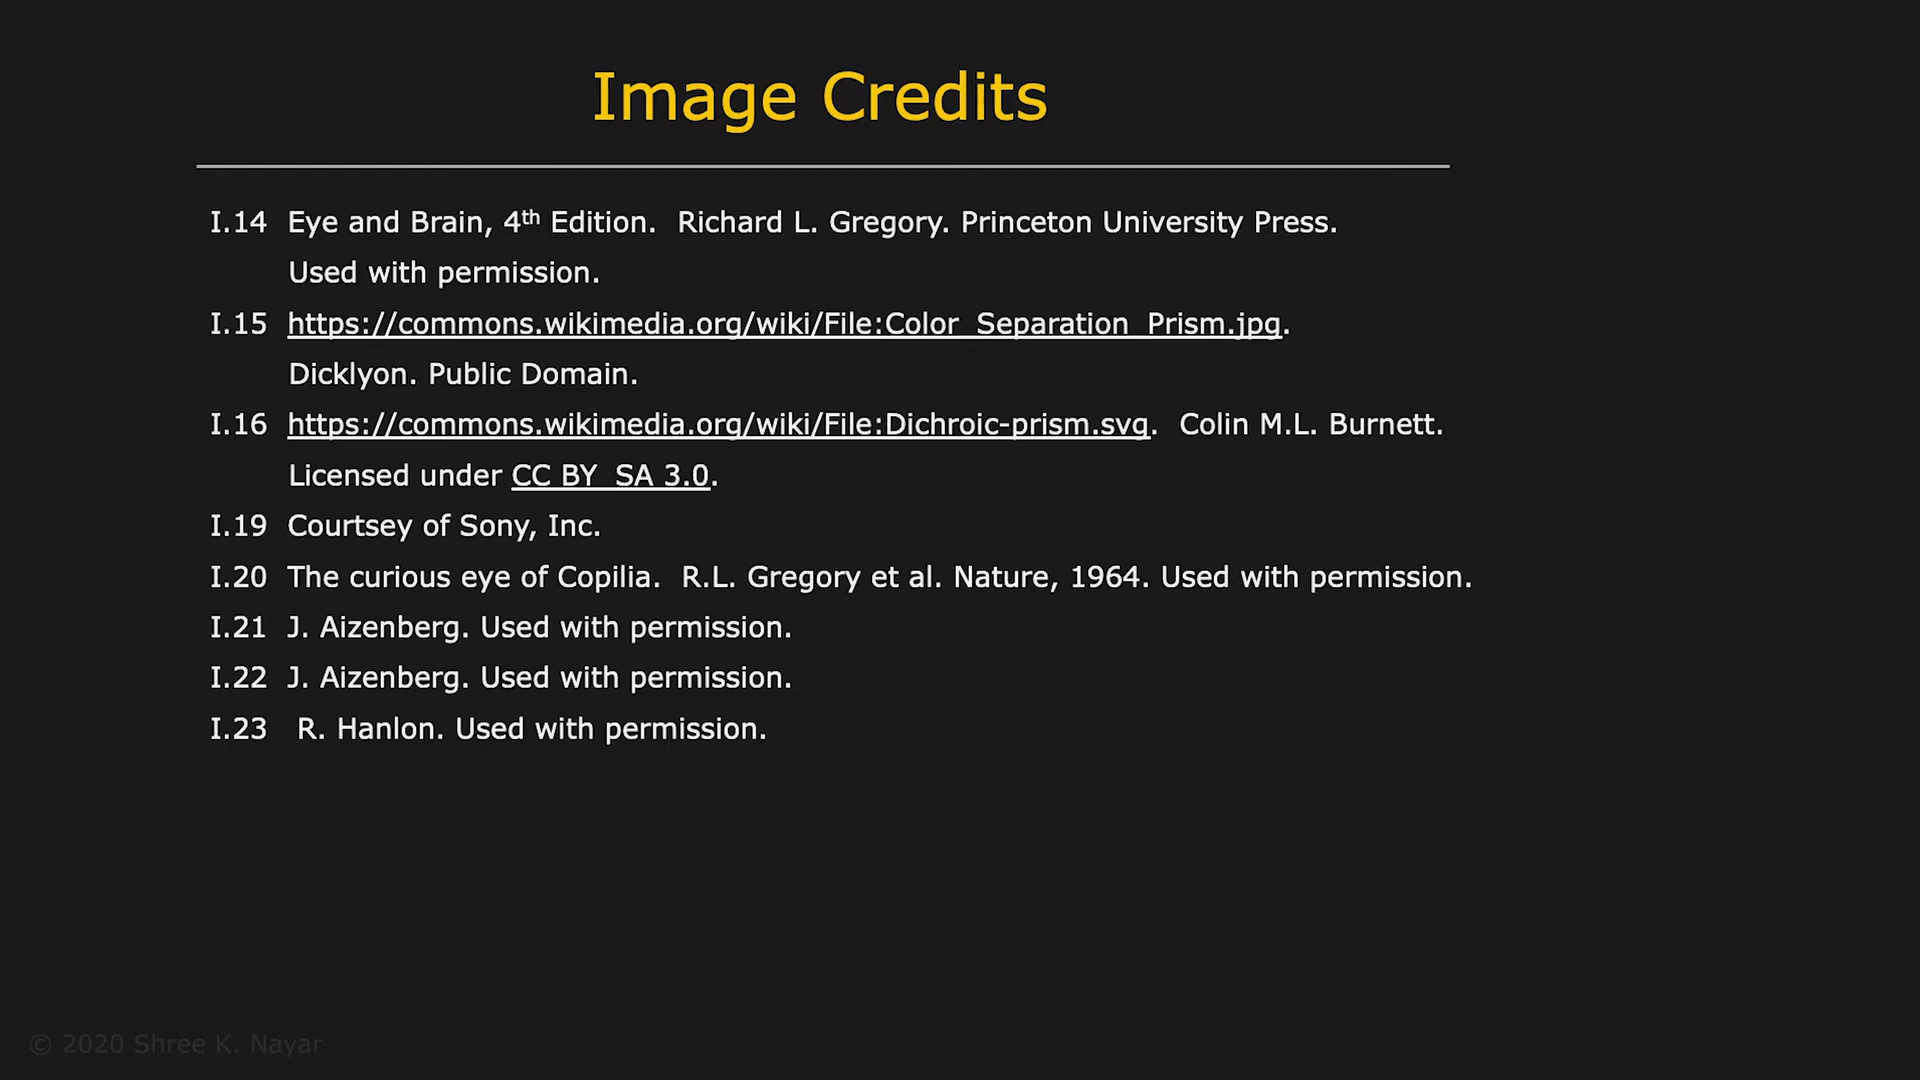 Image Credits
I.14 Eye and Brain, 4th Edition. Richard L. Gregory. Princeton University Press.
Used with permission.
I.15 https://commons.wikimedia.org/wiki/File:Color_Separation_Prism.jpg.
Dicklyon. Public Domain.
I.16 https://commons.wikimedia.org/wiki/File:Dichroic-prism.svg. Colin M.L. Burnett.
Licensed under CC BY_SA 3.0.
I.19 Courtsey of Sony, Inc.
I.20 The curious eye of Copilia. R.L. Gregory et al. Nature, 1964. Used with permission.
I.21 J. Aizenberg. Used with permission.
I.22 J. Aizenberg. Used with permission.
I.23 R. Hanlon. Used with permission.
© 2020 Shree K. Nayar